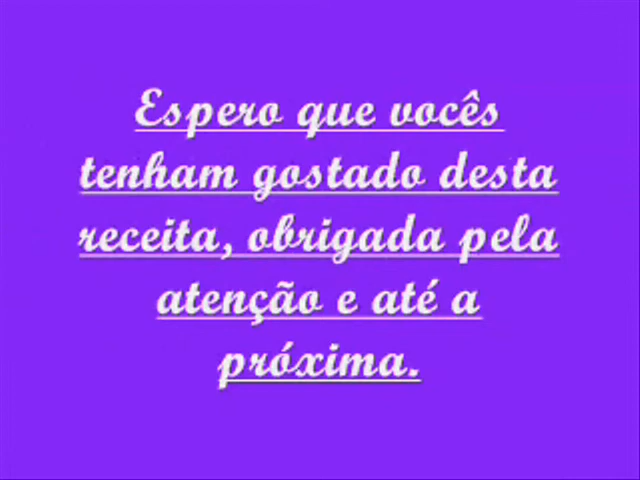 Espero que vocês
tenham gostado desta
receita, obrigada pela
atenção e até a
próxima.